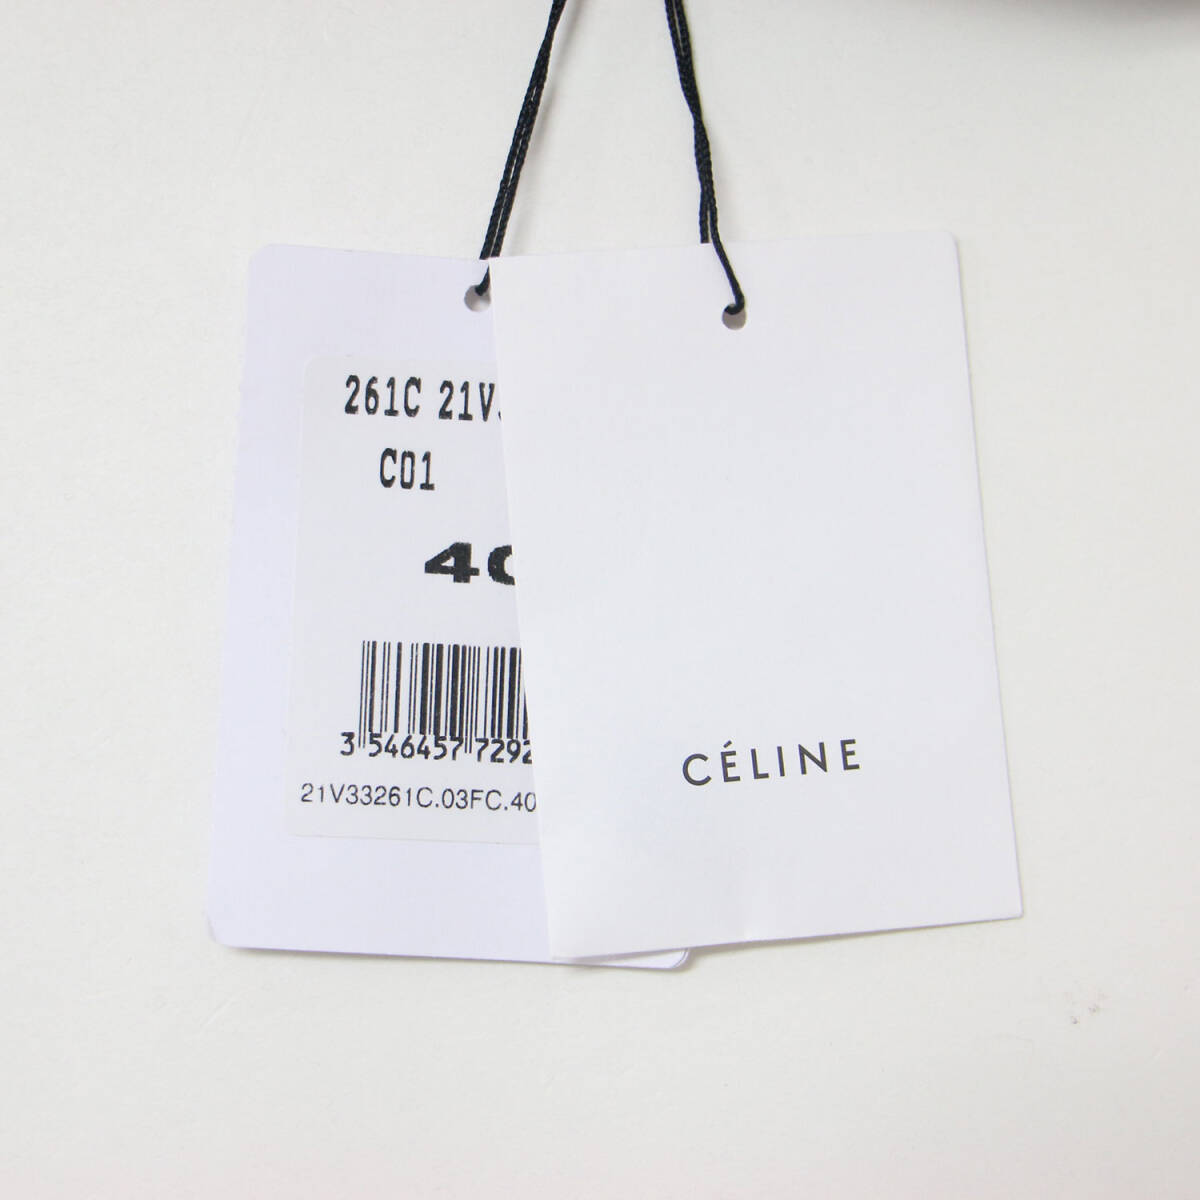 261C 21V
C01
40
3 546457 7292
21V33261C.03FC.40
CÉLINE